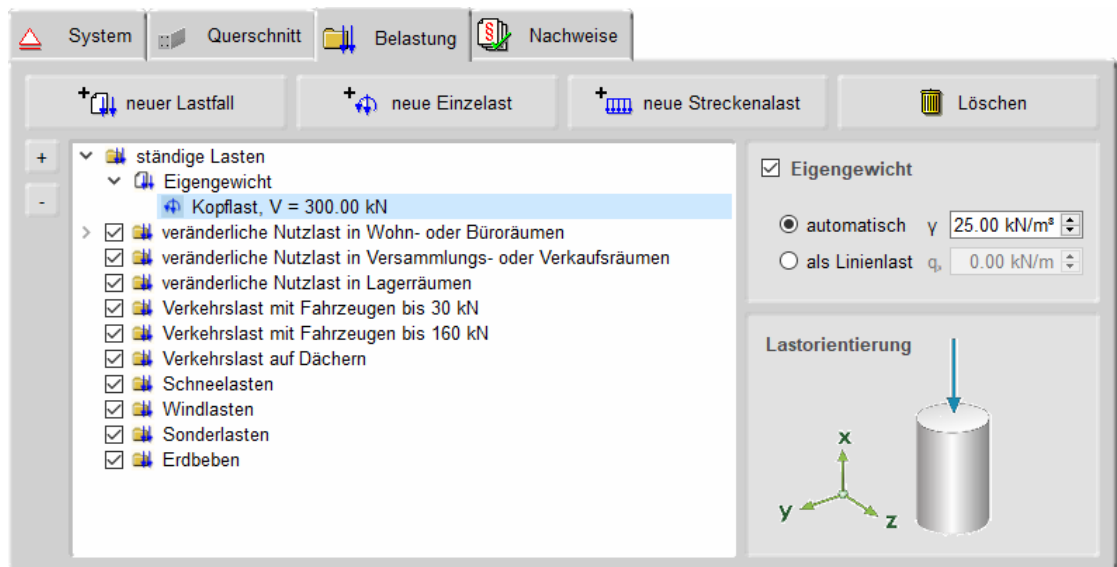 System Querschnitt Belastung Nachweise
neuer Lastfall neue Einzelast neue Streckenalast Löschen
+
-
ständige Lasten
Eigengewicht
Kopflast, V = 300.00 kN
veränderliche Nutzlast in Wohn- oder Büroräumen
veränderliche Nutzlast in Versammlungs- oder Verkaufsräumen
veränderliche Nutzlast in Lagerräumen
Verkehrslast mit Fahrzeugen bis 30 kN
Verkehrslast mit Fahrzeugen bis 160 kN
Verkehrslast auf Dächern
Schneelasten
Windlasten
Sonderlasten
Erdbeben
Eigengewicht
automatisch γ 25.00 kN/m³
als Linienlast q, 0.00 kN/m
Lastorientierung
x
y
z